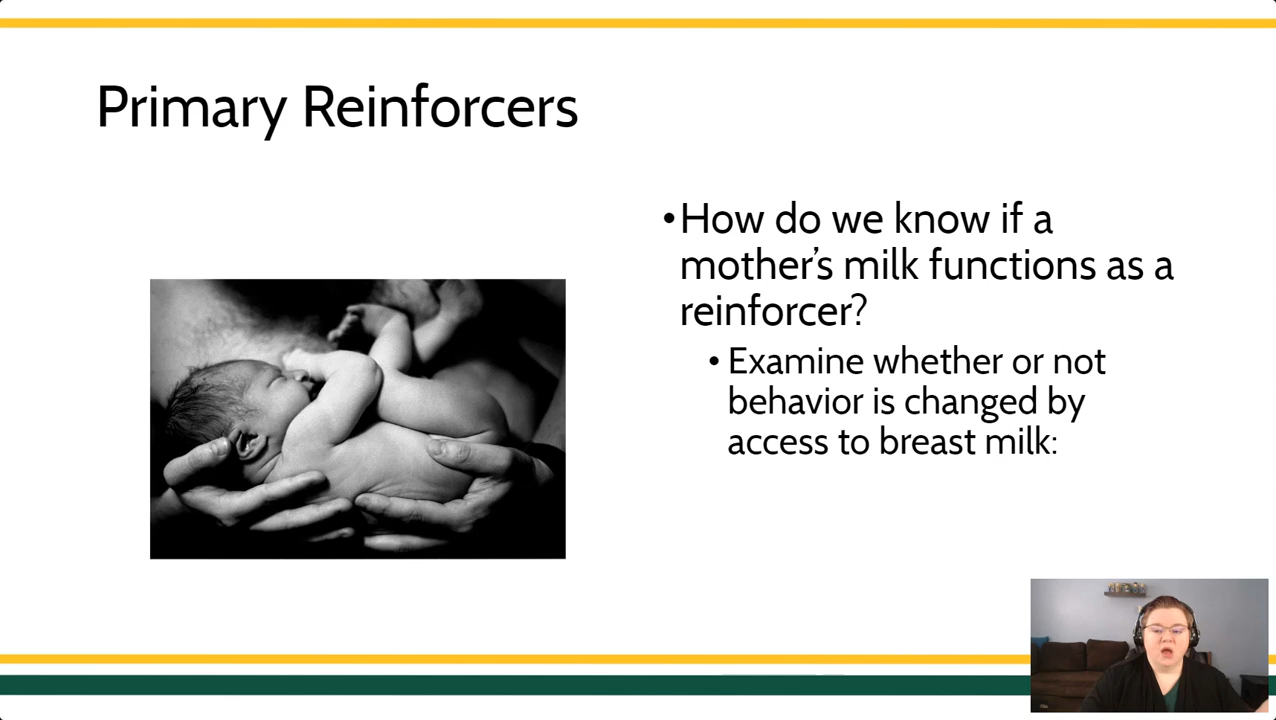 Primary Reinforcers
•How do we know if a
mother’s milk functions as a
reinforcer?
• Examine whether or not
behavior is changed by
access to breast milk: